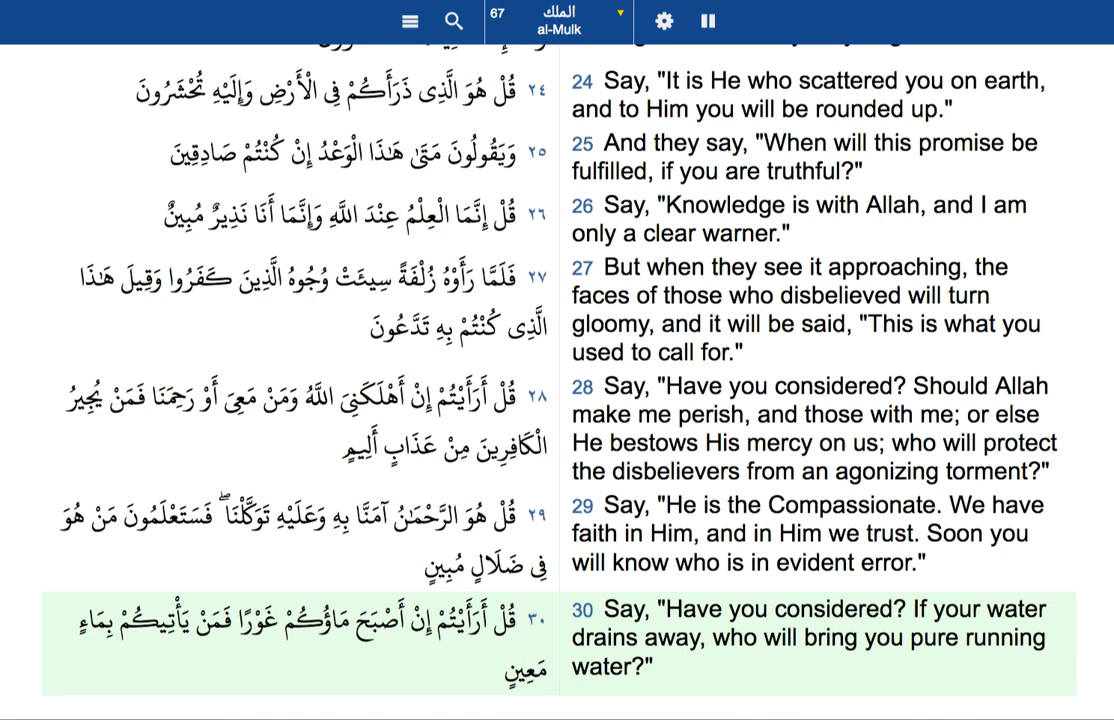 67
الملك
al-Mulk
٢٤ قُلْ هُوَ الَّذِى ذَرَأَكُمْ فِى الْأَرْضِ وَإِلَيْهِ تُحْشَرُونَ
24 Say, "It is He who scattered you on earth,
and to Him you will be rounded up."
٢٥ وَيَقُولُونَ مَتَىٰ هَٰذَا الْوَعْدُ إِنْ كُنْتُمْ صَادِقِينَ
25 And they say, "When will this promise be
fulfilled, if you are truthful?"
٢٦ قُلْ إِنَّمَا الْعِلْمُ عِنْدَ اللَّهِ وَإِنَّمَا أَنَا نَذِيرٌ مُبِينٌ
26 Say, "Knowledge is with Allah, and I am
only a clear warner."
٢٧ فَلَمَّا رَأَوْهُ زُلْفَةً سِيئَتْ وُجُوهُ الَّذِينَ كَفَرُوا وَقِيلَ هَٰذَا
الَّذِى كُنْتُمْ بِهِ تَدَّعُونَ
27 But when they see it approaching, the
faces of those who disbelieved will turn
gloomy, and it will be said, "This is what you
used to call for."
٢٨ قُلْ أَرَأَيْتُمْ إِنْ أَهْلَكَنِىَ اللَّهُ وَمَنْ مَعِىَ أَوْ رَحِمَنَا فَمَنْ يُجِيرُ
الْكَافِرِينَ مِنْ عَذَابٍ أَلِيمٍ
28 Say, "Have you considered? Should Allah
make me perish, and those with me; or else
He bestows His mercy on us; who will protect
the disbelievers from an agonizing torment?"
٢٩ قُلْ هُوَ الرَّحْمَٰنُ آمَنَّا بِهِ وَعَلَيْهِ تَوَكَّلْنَا ۖ فَسَتَعْلَمُونَ مَنْ هُوَ
فِى ضَلَالٍ مُبِينٍ
29 Say, "He is the Compassionate. We have
faith in Him, and in Him we trust. Soon you
will know who is in evident error."
٣٠ قُلْ أَرَأَيْتُمْ إِنْ أَصْبَحَ مَاؤُكُمْ غَوْرًا فَمَنْ يَأْتِيكُمْ بِمَاءٍ
مَعِينٍ
30 Say, "Have you considered? If your water
drains away, who will bring you pure running
water?"